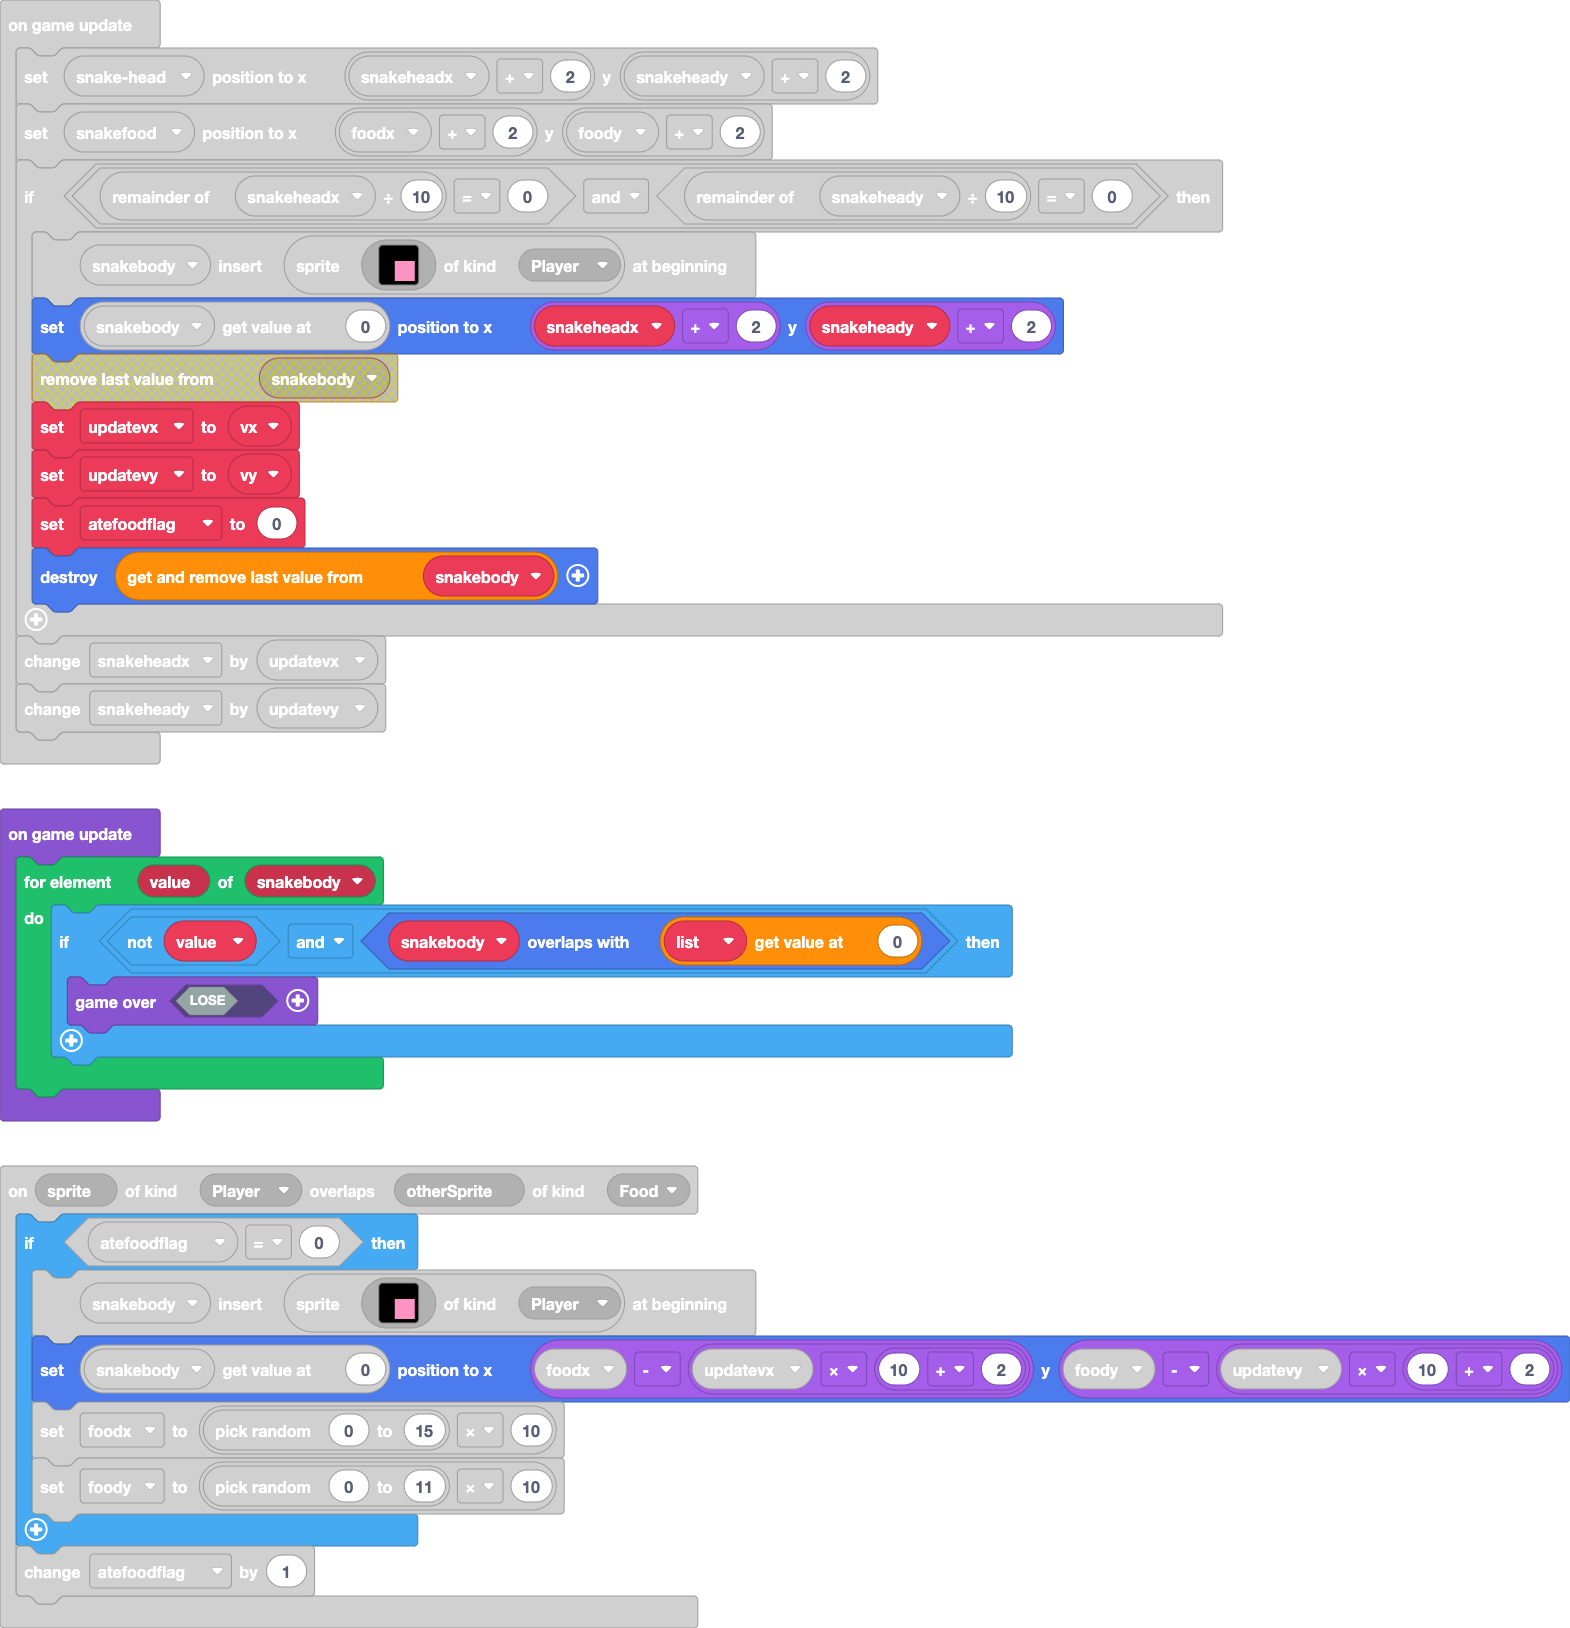 on game update
set snake-head position to x snakeheadx + 2 y snakeheady + 2
set snakefood position to x foodx + 2 y foody + 2
if remainder of snakeheadx ÷ 10 = 0 and remainder of snakeheady ÷ 10 = 0 then
snakebody insert sprite of kind Player at beginning
set snakebody get value at 0 position to x snakeheadx + 2 y snakeheady + 2
remove last value from snakebody
set updatevx to vx
set updatevy to vy
set atefoodflag to 0
destroy get and remove last value from snakebody
change snakeheadx by updatevx
change snakeheady by updatevy
on game update
for element value of snakebody
do
if not value and snakebody overlaps with list get value at 0 then
game over LOSE
on sprite of kind Player overlaps otherSprite of kind Food
if atefoodflag = 0 then
snakebody insert sprite of kind Player at beginning
set snakebody get value at 0 position to x foodx - updatevx × 10 + 2 y foody - updatevy × 10 + 2
set foodx to pick random 0 to 15 × 10
set foody to pick random 0 to 11 × 10
change atefoodflag by 1